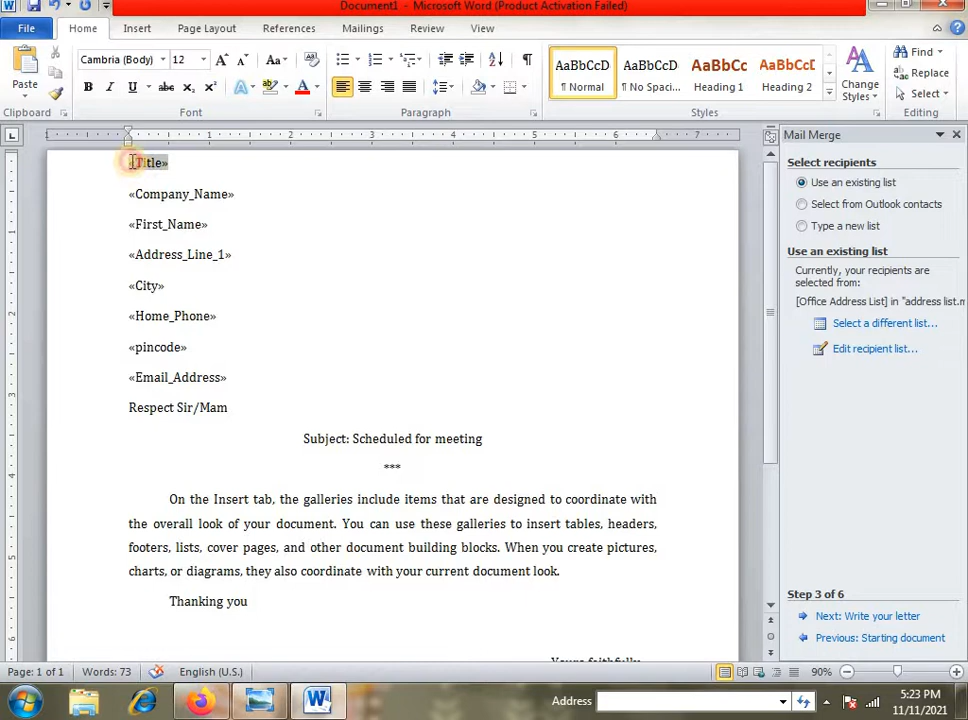 Document1 - Microsoft Word (Product Activation Failed)
File Home Insert Page Layout References Mailings Review View
Cambria (Body) 12
Paste
Clipboard Font Paragraph Styles Editing
AaBbCcD AaBbCcD AaBbCc AaBbCcD
¶ Normal ¶ No Spaci... Heading 1 Heading 2
Change Styles
Find
Replace
Select
«Title»
«Company_Name»
«First_Name»
«Address_Line_1»
«City»
«Home_Phone»
«pincode»
«Email_Address»
Respect Sir/Mam
Subject: Scheduled for meeting
***
On the Insert tab, the galleries include items that are designed to coordinate with
the overall look of your document. You can use these galleries to insert tables, headers,
footers, lists, cover pages, and other document building blocks. When you create pictures,
charts, or diagrams, they also coordinate with your current document look.
Thanking you
Yours faithfully
Mail Merge
Select recipients
Use an existing list
Select from Outlook contacts
Type a new list
Use an existing list
Currently, your recipients are
selected from:
[Office Address List] in "address list.m
Select a different list...
Edit recipient list...
Step 3 of 6
Next: Write your letter
Previous: Starting document
Page: 1 of 1 Words: 73 English (U.S.) 90%
Address
5:23 PM
11/11/2021